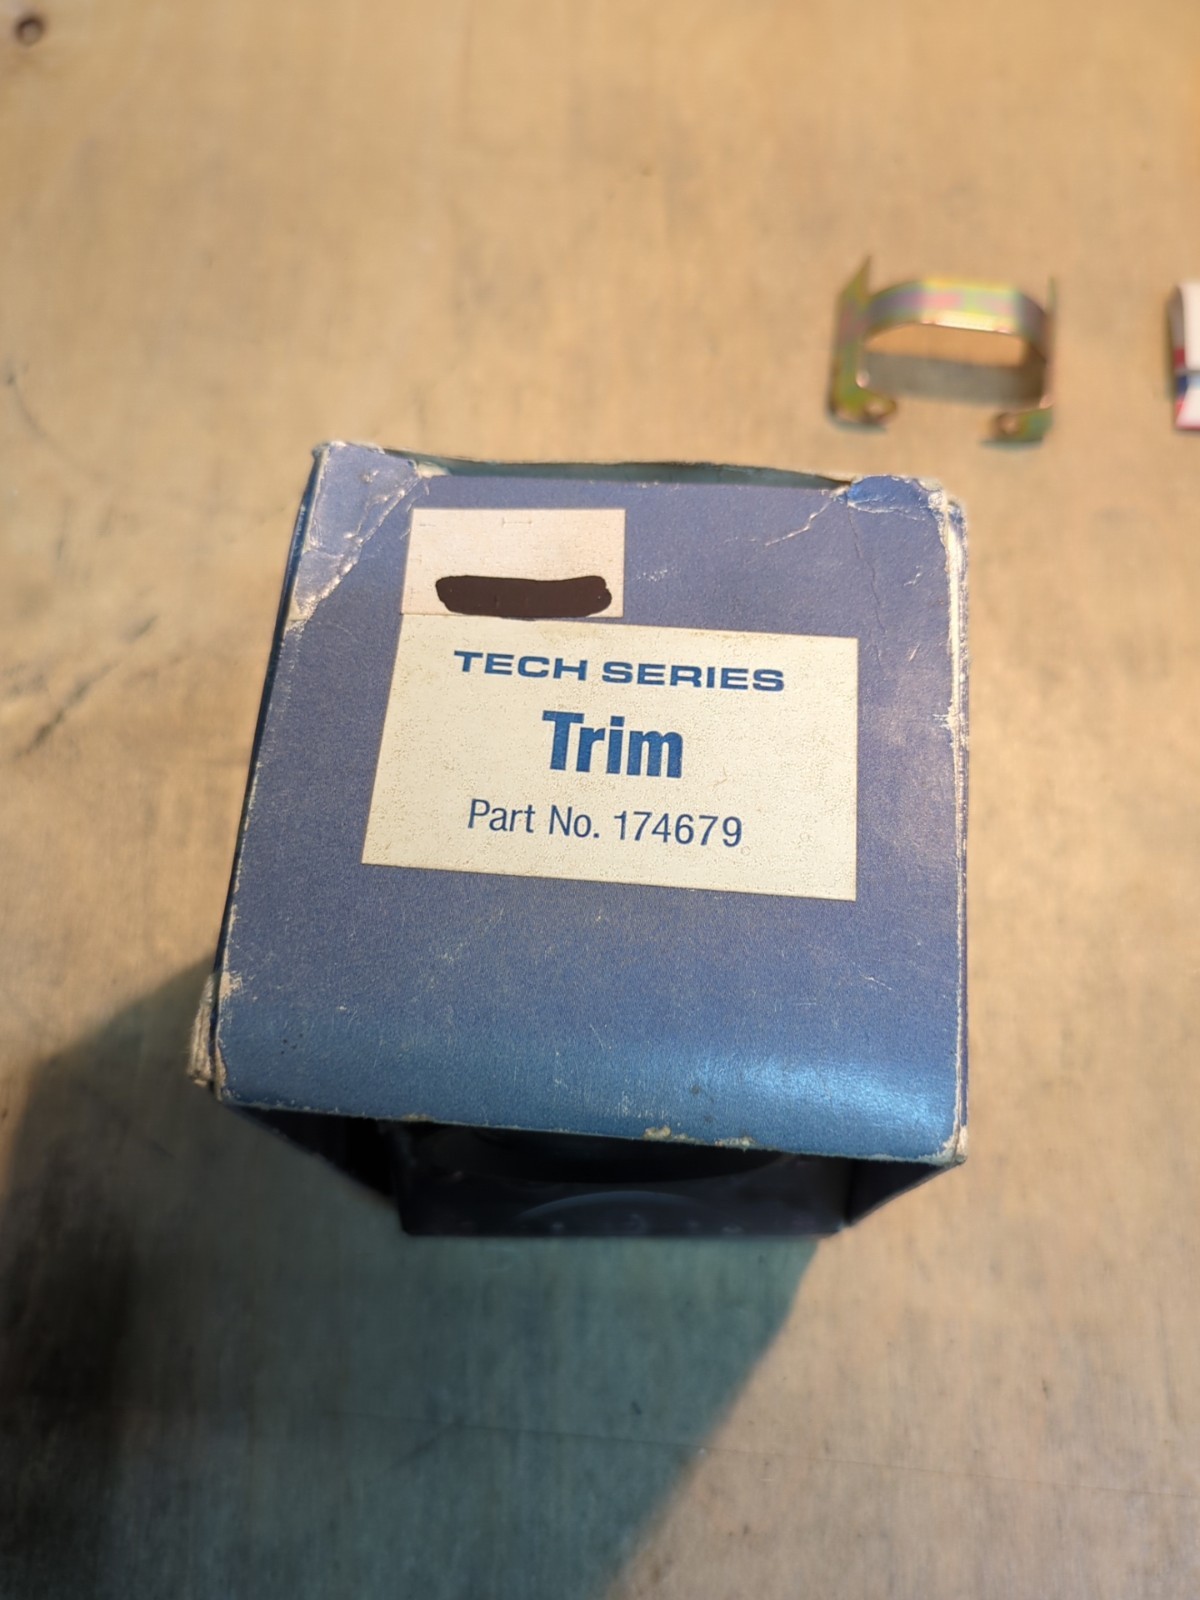 TECH SERIES
Trim
Part No. 174679